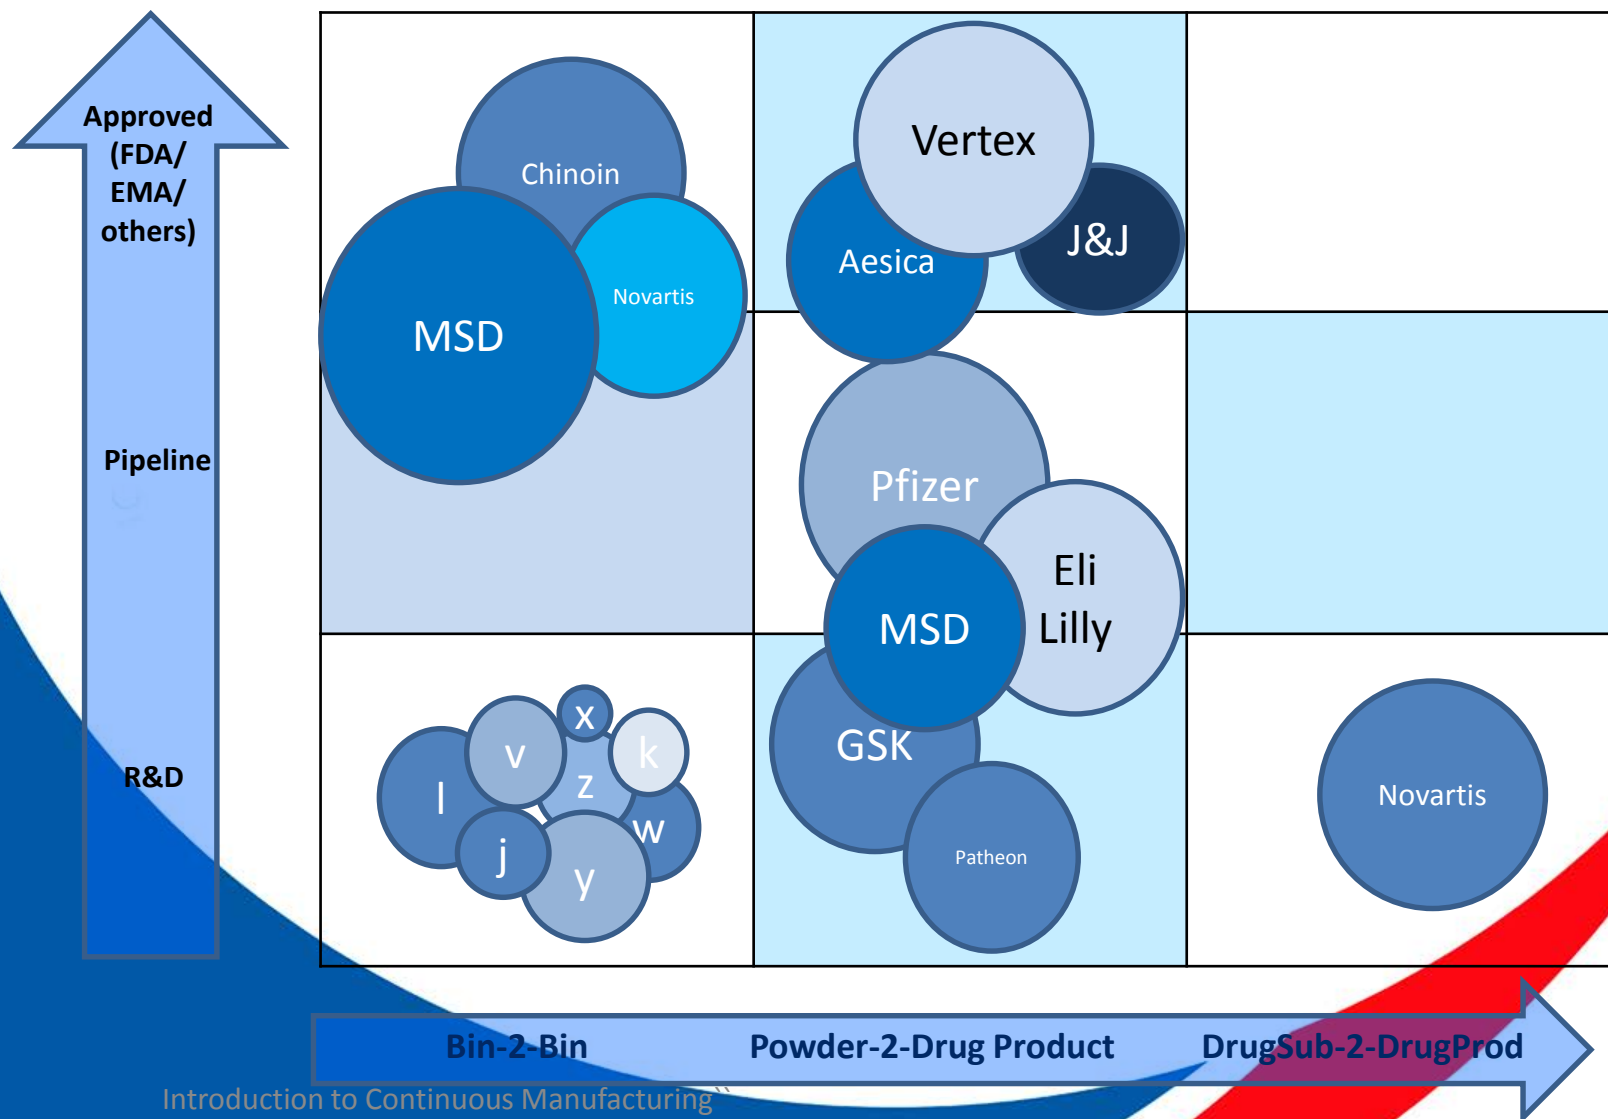 Approved
(FDA/
EMA/
others)
Pipeline
R&D
Chinoin
Novartis
MSD
Vertex
Aesica
J&J
Pfizer
Eli
Lilly
MSD
GSK
Patheon
Novartis
x
v
k
z
l
w
j
y
Bin-2-Bin
Powder-2-Drug Product
DrugSub-2-DrugProd
Introduction to Continuous Manufacturing``